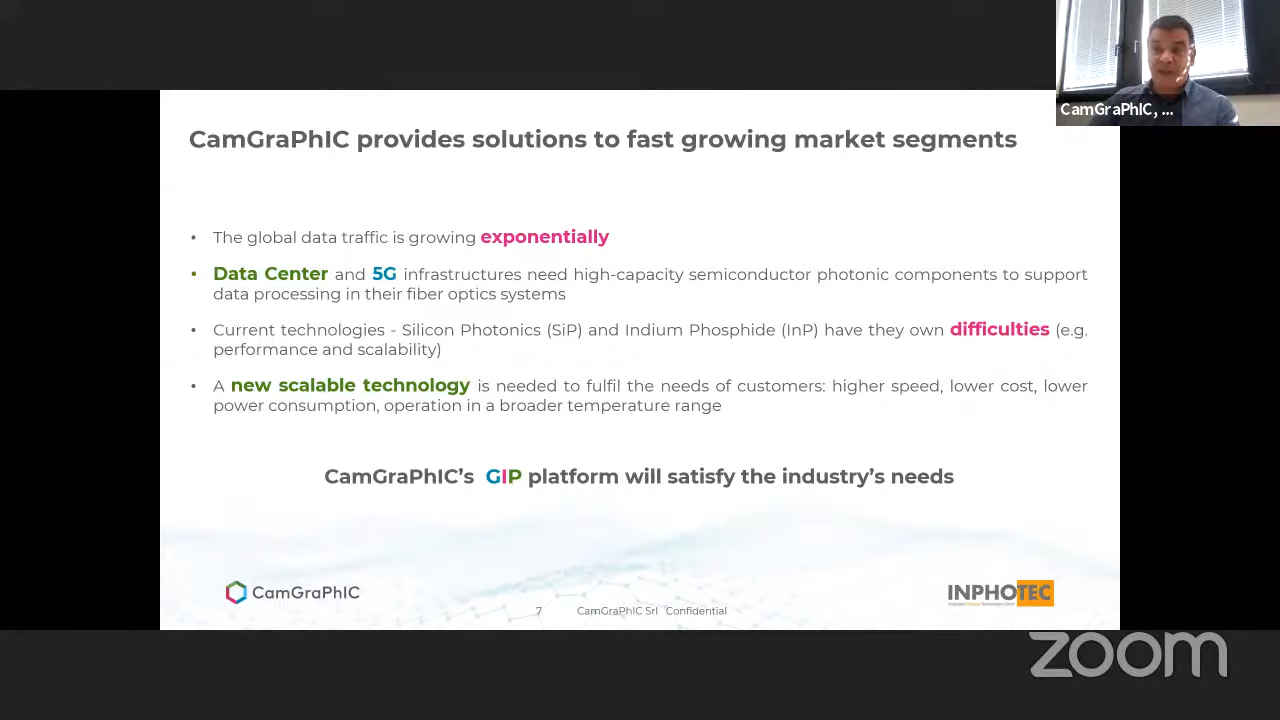 CamGraPhIC, ...
CamGraPhIC provides solutions to fast growing market segments
• The global data traffic is growing exponentially
• Data Center and 5G infrastructures need high-capacity semiconductor photonic components to support
data processing in their fiber optics systems
• Current technologies - Silicon Photonics (SiP) and Indium Phosphide (InP) have they own difficulties (e.g.
performance and scalability)
• A new scalable technology is needed to fulfil the needs of customers: higher speed, lower cost, lower
power consumption, operation in a broader temperature range
CamGraPhIC's GIP platform will satisfy the industry's needs
CamGraPhIC
INPHOTEC
7 CamGraPhIC Srl Confidential
zoom